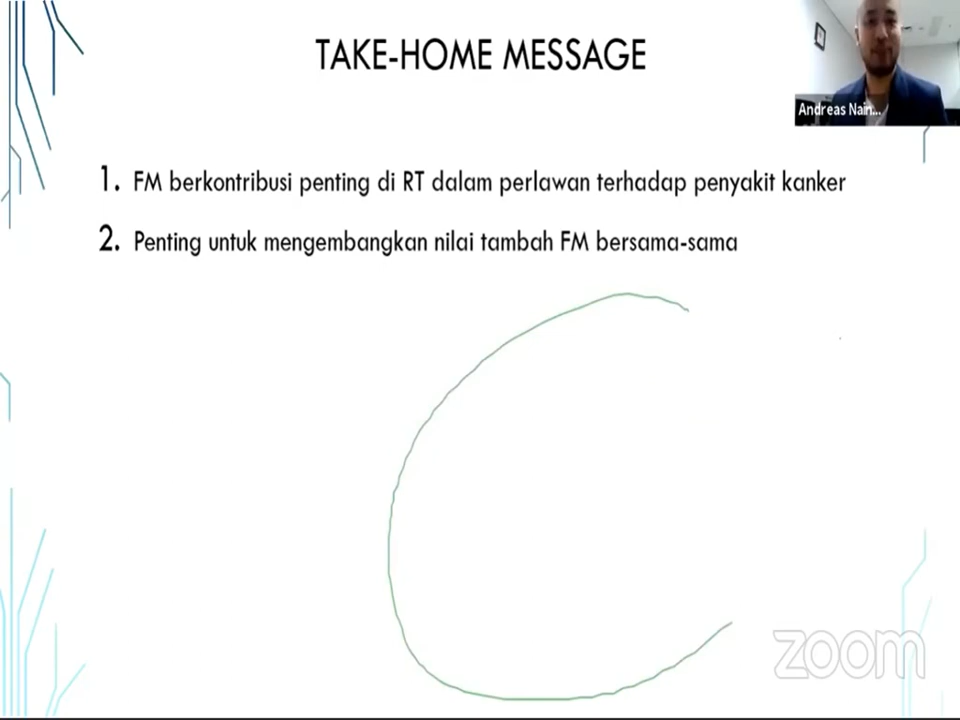 TAKE-HOME MESSAGE
Andreas Nain...
1. FM berkontribusi penting di RT dalam perlawan terhadap penyakit kanker
2. Penting untuk mengembangkan nilai tambah FM bersama-sama
zoom